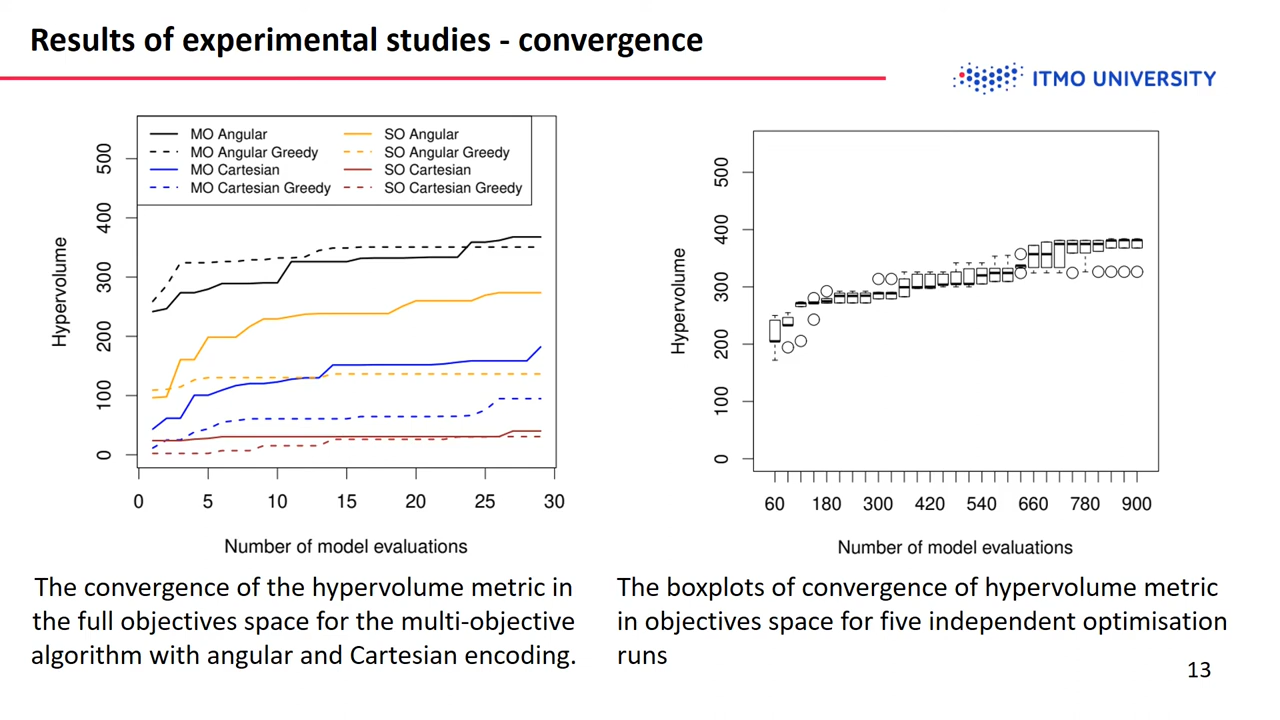 Results of experimental studies - convergence
ITMO UNIVERSITY
MO Angular
MO Angular Greedy
MO Cartesian
MO Cartesian Greedy
SO Angular
SO Angular Greedy
SO Cartesian
SO Cartesian Greedy
Hypervolume
500
400
300
200
100
0
0 5 10 15 20 25 30
Number of model evaluations
Hypervolume
500
400
300
200
100
0
60 180 300 420 540 660 780 900
Number of model evaluations
The convergence of the hypervolume metric in
the full objectives space for the multi-objective
algorithm with angular and Cartesian encoding.
The boxplots of convergence of hypervolume metric
in objectives space for five independent optimisation
runs
13